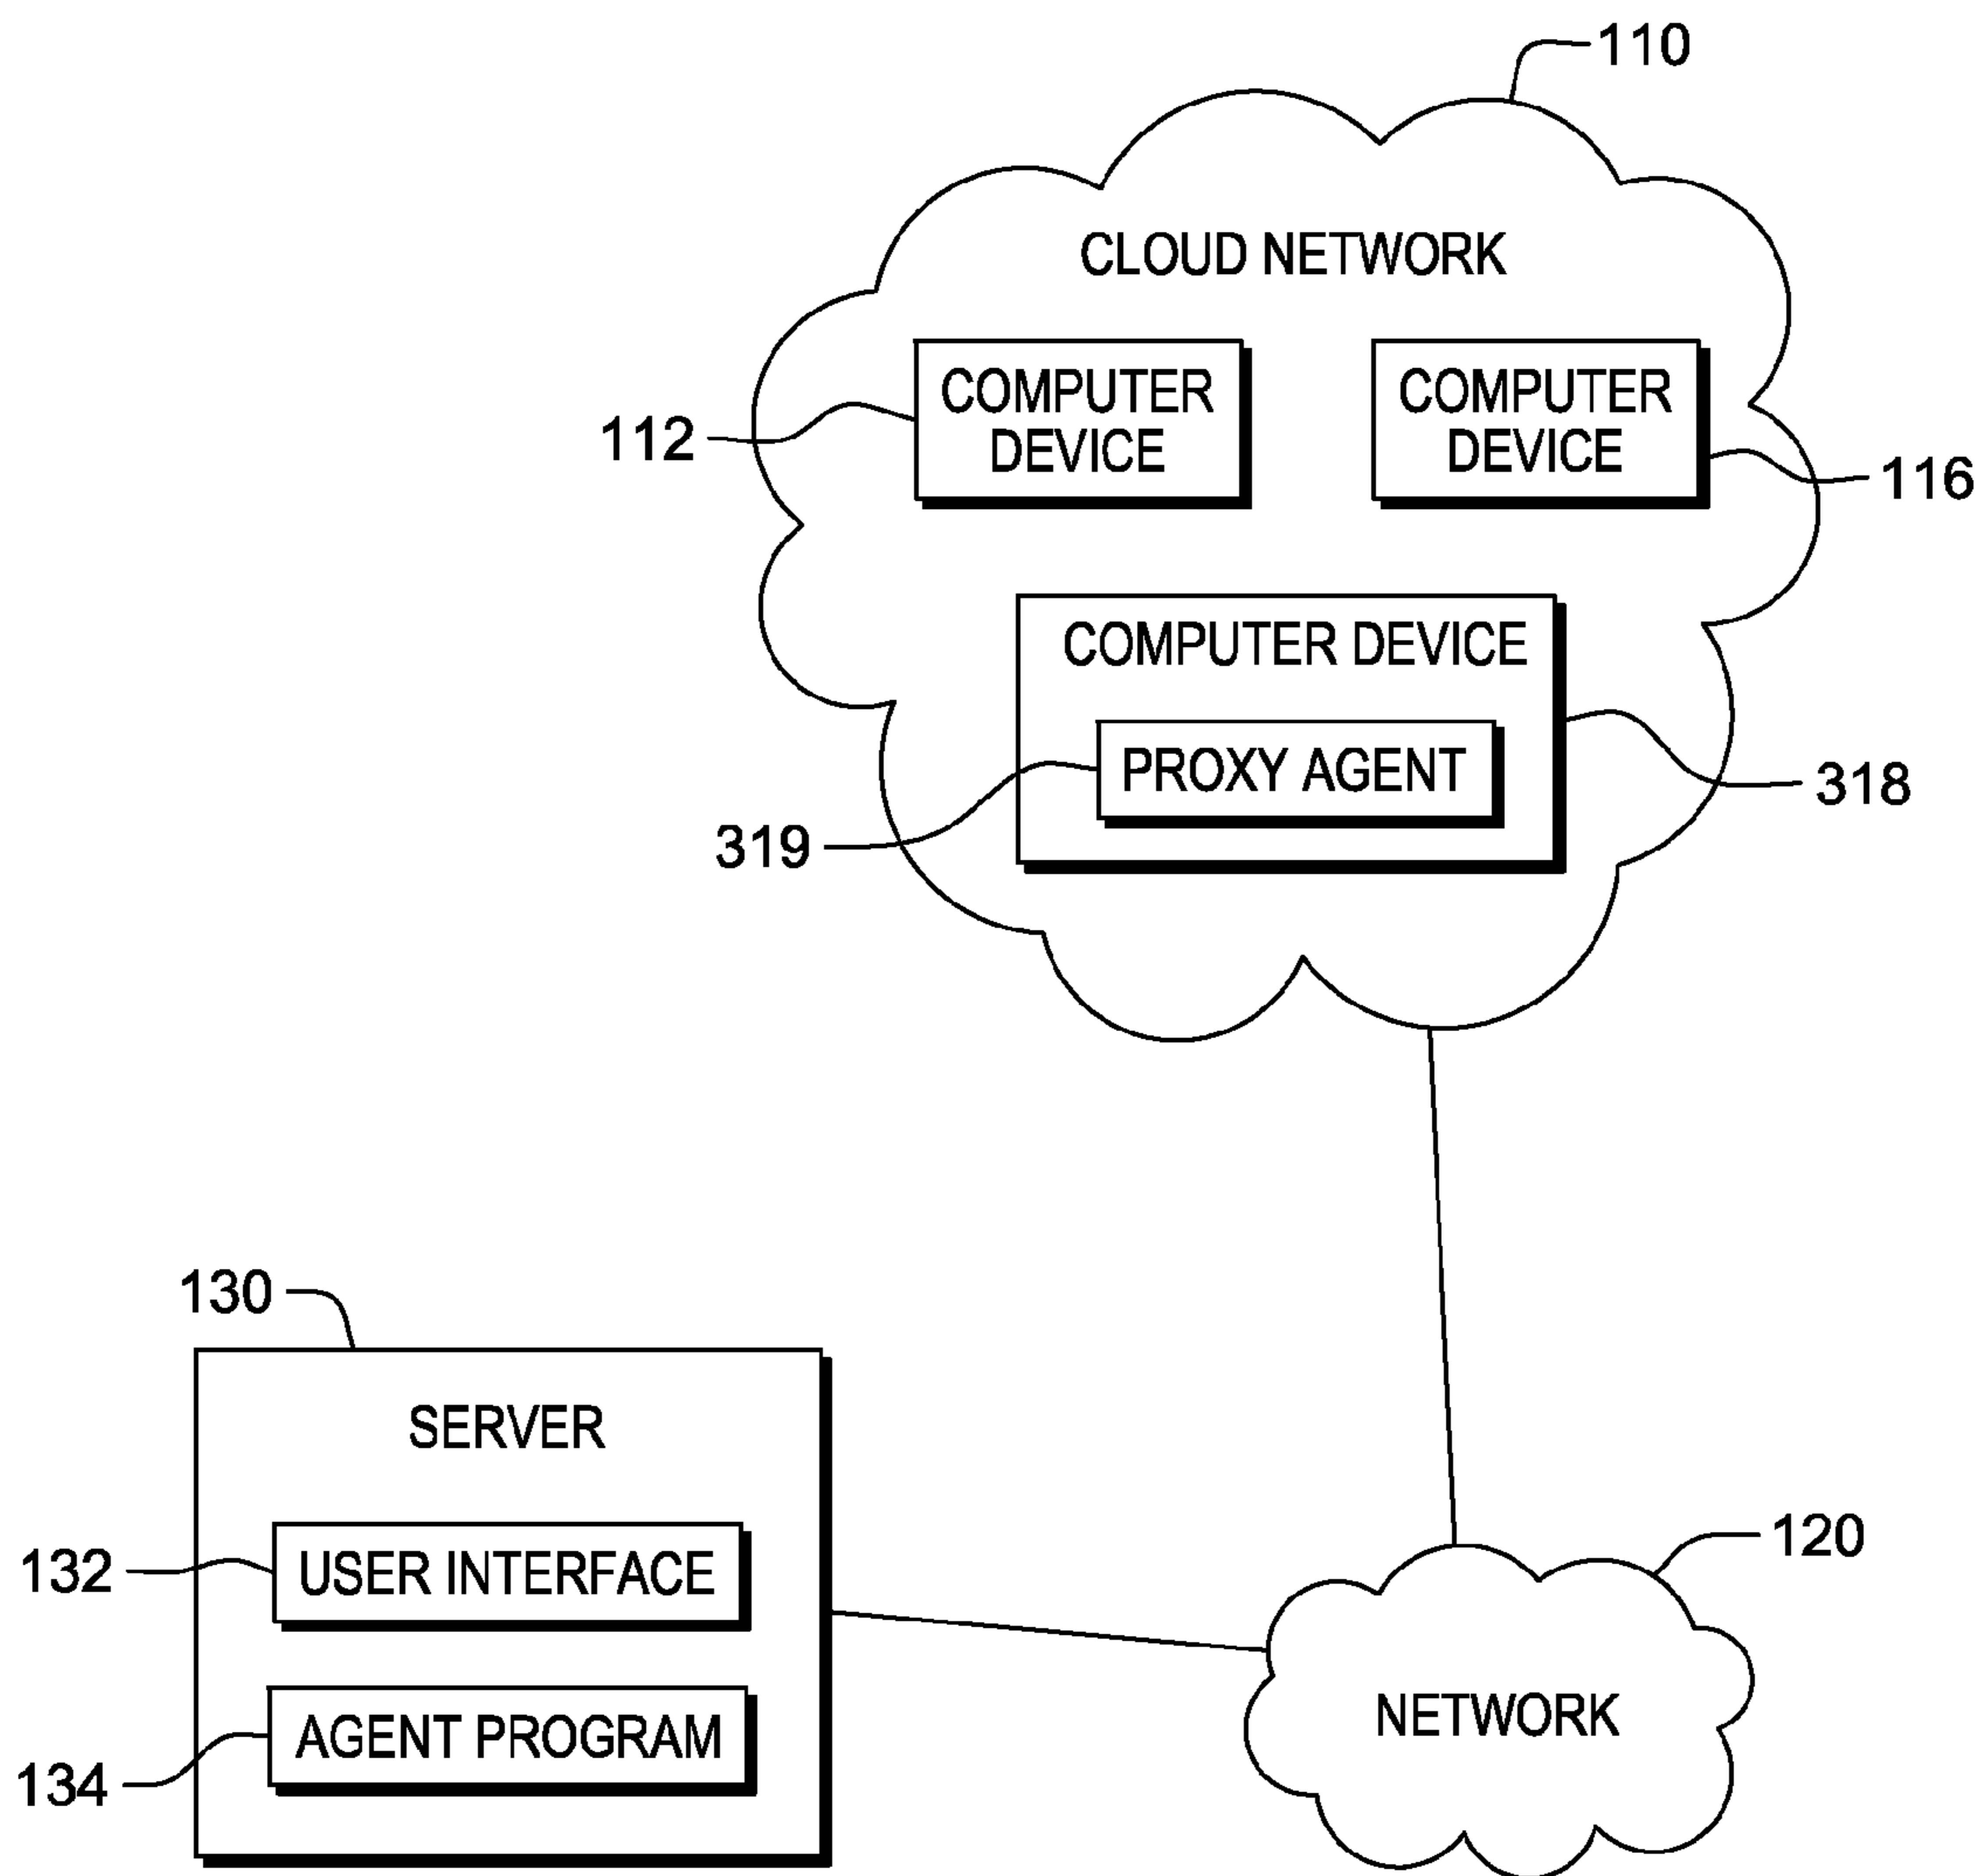 110
CLOUD NETWORK
COMPUTER
DEVICE
COMPUTER
DEVICE
112
116
COMPUTER DEVICE
PROXY AGENT
318
319
130
SERVER
132
USER INTERFACE
120
AGENT PROGRAM
NETWORK
134